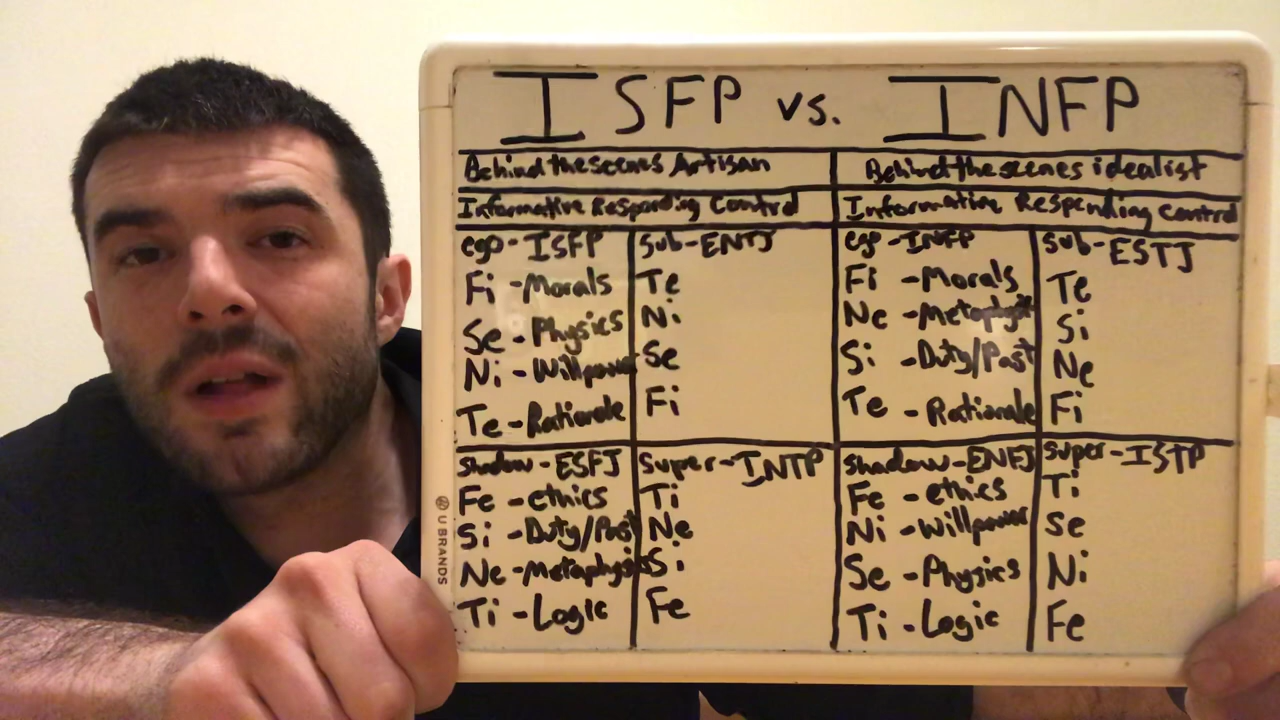 ISFP vs. INFP
Behind the scenes Artisan
Behind the scenes idealist
Informative Responding Control
Informative Responding Control
ego-ISFP
Fi -Morals
Se -Physics
Ni -Willpower
Te -Rationale
sub-ENTJ
Te
Ni
Se
Fi
ego-INFP
Fi -Morals
Ne -Metaphysics
Si -Duty/Past
Te -Rationale
sub-ESTJ
Te
Si
Ne
Fi
shadow-ESFJ
Fe -ethics
Si -Duty/Past
Ne -Metaphysics
Ti -Logic
super-INTP
Ti
Ne
Si
Fe
shadow-ENFJ
Fe -ethics
Ni -Willpower
Se -Physics
Ti -Logic
super-ISTP
Ti
Se
Ni
Fe
U BRANDS